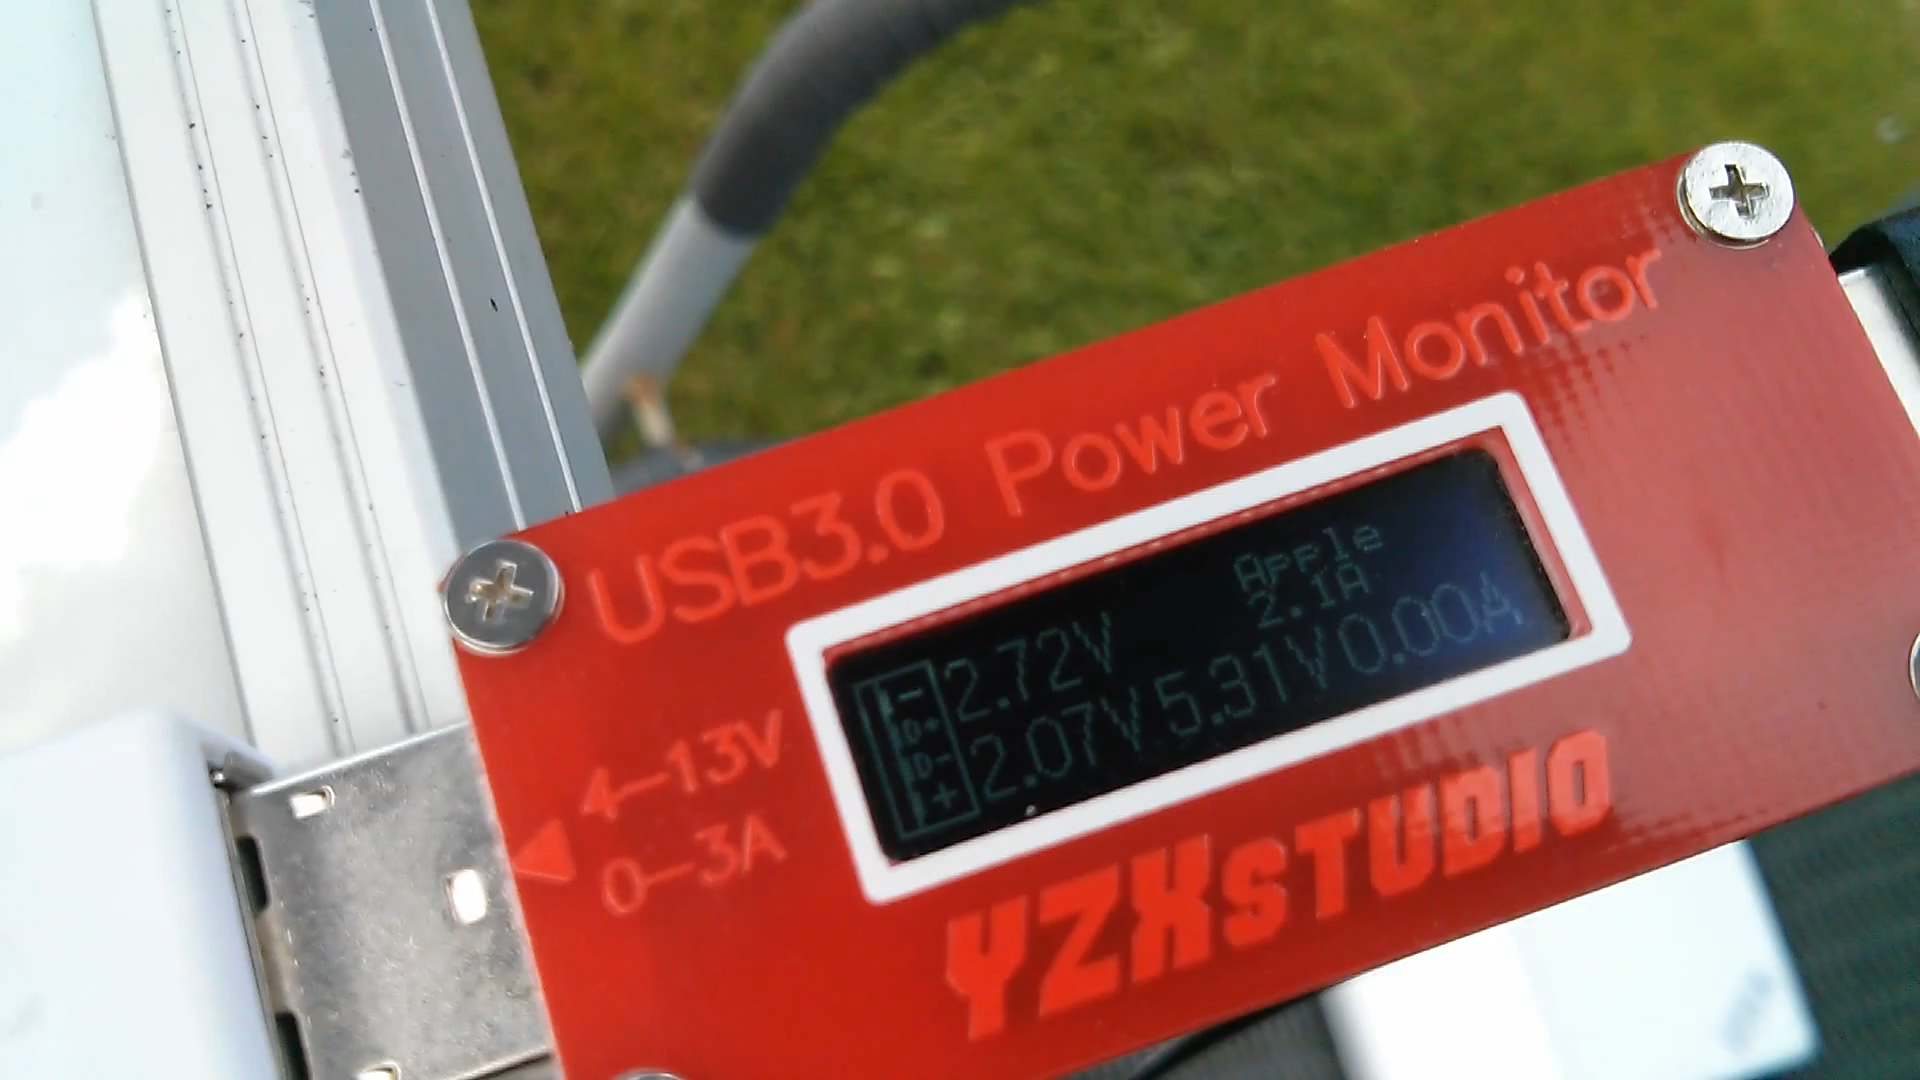 USB3.0 Power Monitor
Apple
2.1A
- 2.72V
D+
D- 2.07V 5.31V 0.00A
+
4-13V
0-3A
YZXSTUDIO